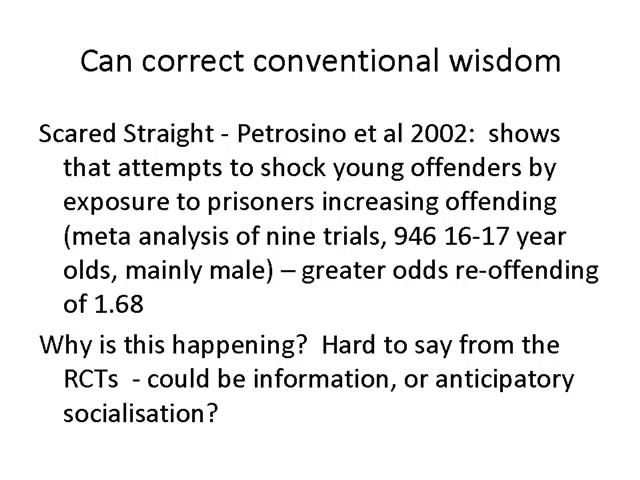 Can correct conventional wisdom
Scared Straight - Petrosino et al 2002:  shows
that attempts to shock young offenders by
exposure to prisoners increasing offending
(meta analysis of nine trials, 946 16-17 year
olds, mainly male) – greater odds re-offending
of 1.68
Why is this happening?  Hard to say from the
RCTs  - could be information, or anticipatory
socialisation?